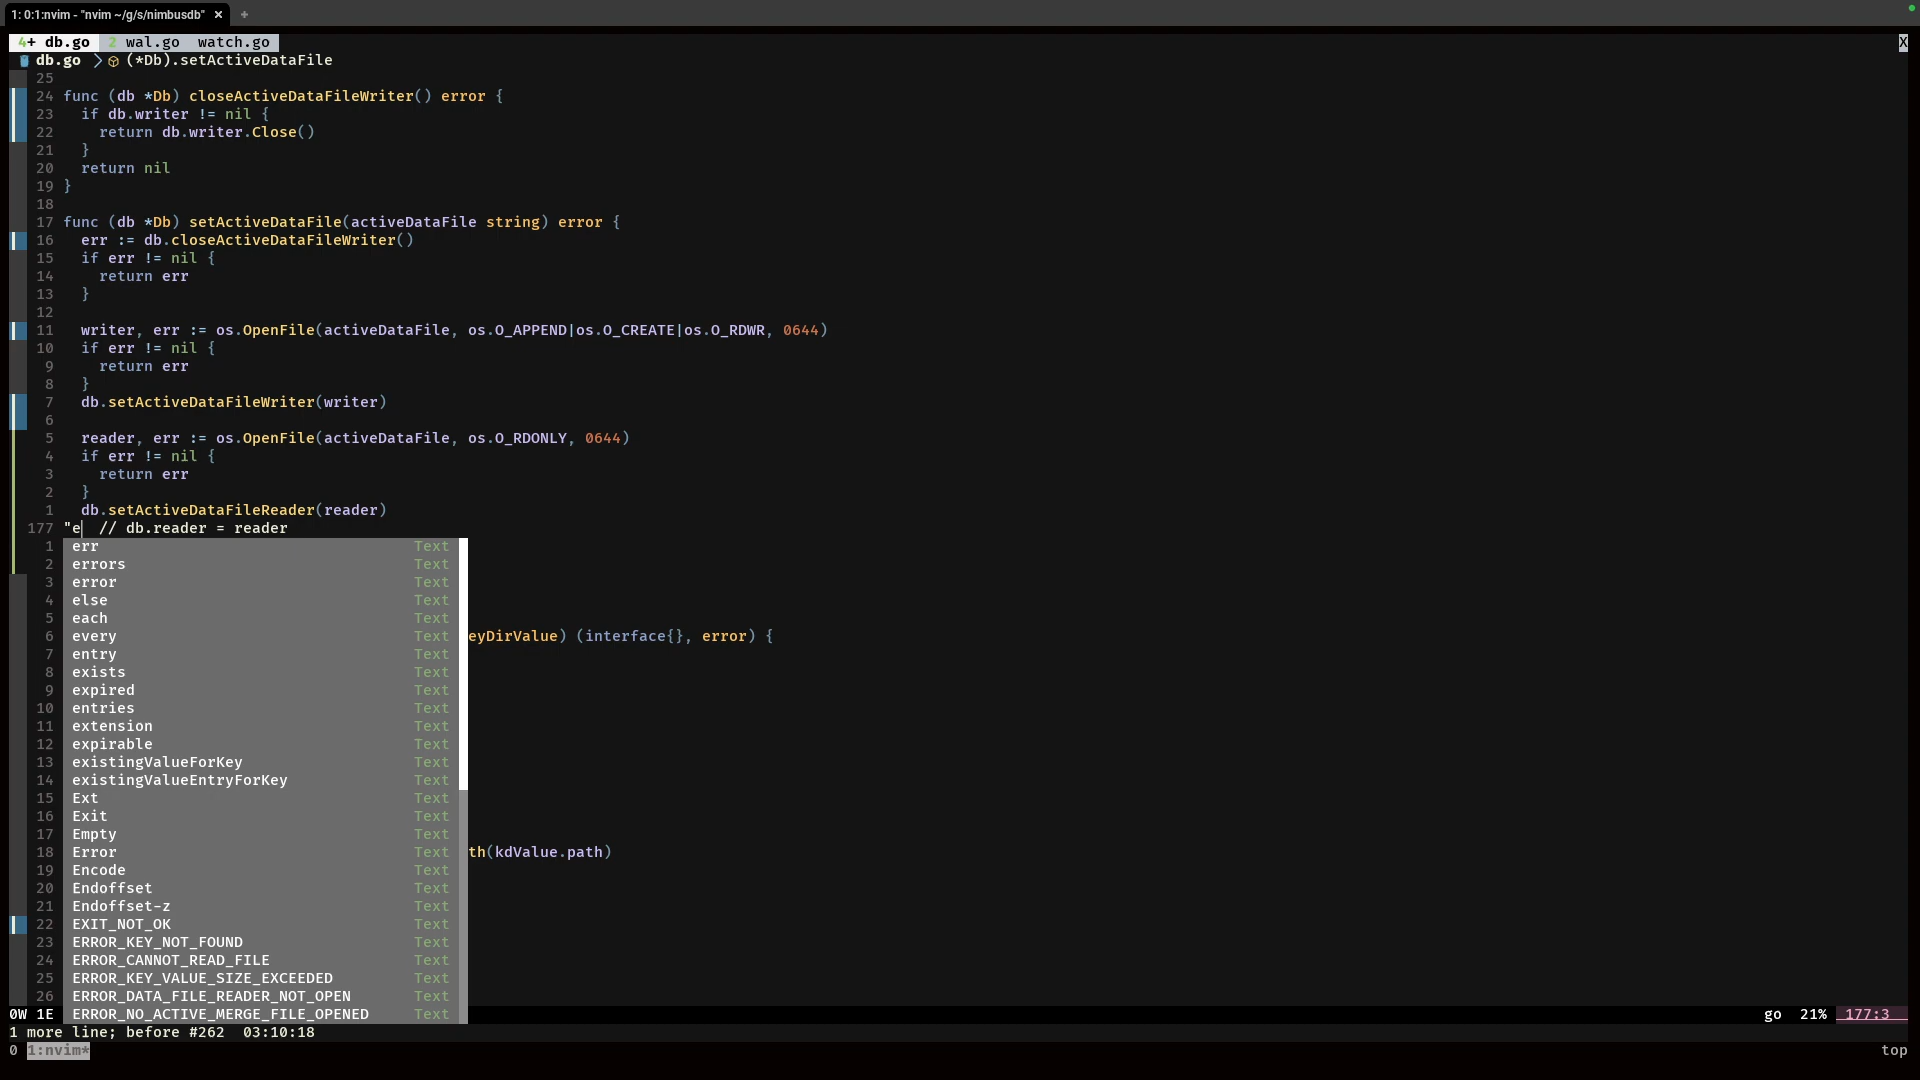 1: 0:1:nvim - "nvim ~/g/s/nimbusdb" × +
4+ db.go 2 wal.go watch.go X
db.go > (*Db).setActiveDataFile
25
24 func (db *Db) closeActiveDataFileWriter() error {
23 if db.writer != nil {
22 return db.writer.Close()
21 }
20 return nil
19 }
18
17 func (db *Db) setActiveDataFile(activeDataFile string) error {
16 err := db.closeActiveDataFileWriter()
15 if err != nil {
14 return err
13 }
12
11 writer, err := os.OpenFile(activeDataFile, os.O_APPEND|os.O_CREATE|os.O_RDWR, 0644)
10 if err != nil {
9 return err
8 }
7 db.setActiveDataFileWriter(writer)
6
5 reader, err := os.OpenFile(activeDataFile, os.O_RDONLY, 0644)
4 if err != nil {
3 return err
2 }
1 db.setActiveDataFileReader(reader)
177 "e // db.reader = reader
1 err Text
2 errors Text
3 error Text
4 else Text
5 each Text
6 every Text eyDirValue) (interface{}, error) {
7 entry Text
8 exists Text
9 expired Text
10 entries Text
11 extension Text
12 expirable Text
13 existingValueForKey Text
14 existingValueEntryForKey Text
15 Ext Text
16 Exit Text
17 Empty Text
18 Error Text th(kdValue.path)
19 Encode Text
20 Endoffset Text
21 Endoffset-z Text
22 EXIT_NOT_OK Text
23 ERROR_KEY_NOT_FOUND Text
24 ERROR_CANNOT_READ_FILE Text
25 ERROR_KEY_VALUE_SIZE_EXCEEDED Text
26 ERROR_DATA_FILE_READER_NOT_OPEN Text
0W 1E ERROR_NO_ACTIVE_MERGE_FILE_OPENED Text go 21% 177:3
1 more line; before #262 03:10:18
0 1:nvim* top